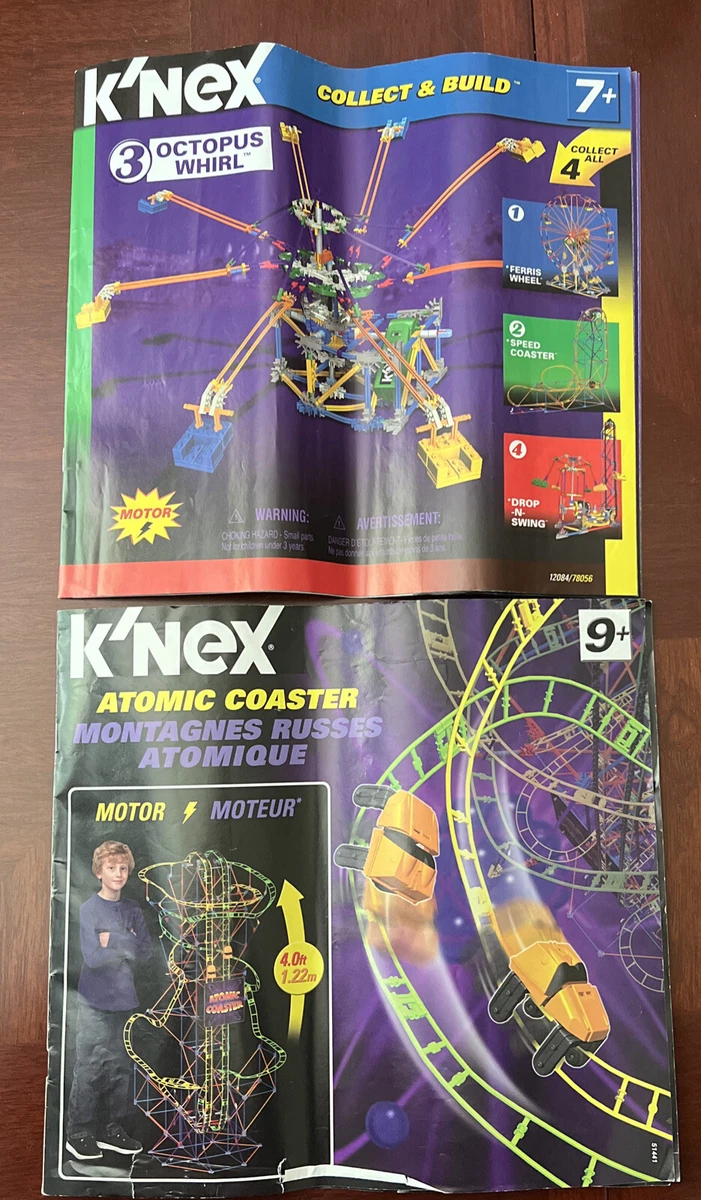 K'NEX®
COLLECT & BUILD™
7+
3 OCTOPUS
WHIRL™
COLLECT
ALL
4
1
FERRIS
WHEEL
2
SPEED
COASTER
4
DROP
-N-
SWING
MOTOR
WARNING:
CHOKING HAZARD - Small parts.
Not for children under 3 years.
AVERTISSEMENT:
12084/78056
K'NEX®
9+
ATOMIC COASTER
MONTAGNES RUSSES
ATOMIQUE
MOTOR MOTEUR*
4.0ft
1.22m
ATOMIC
COASTER
51441